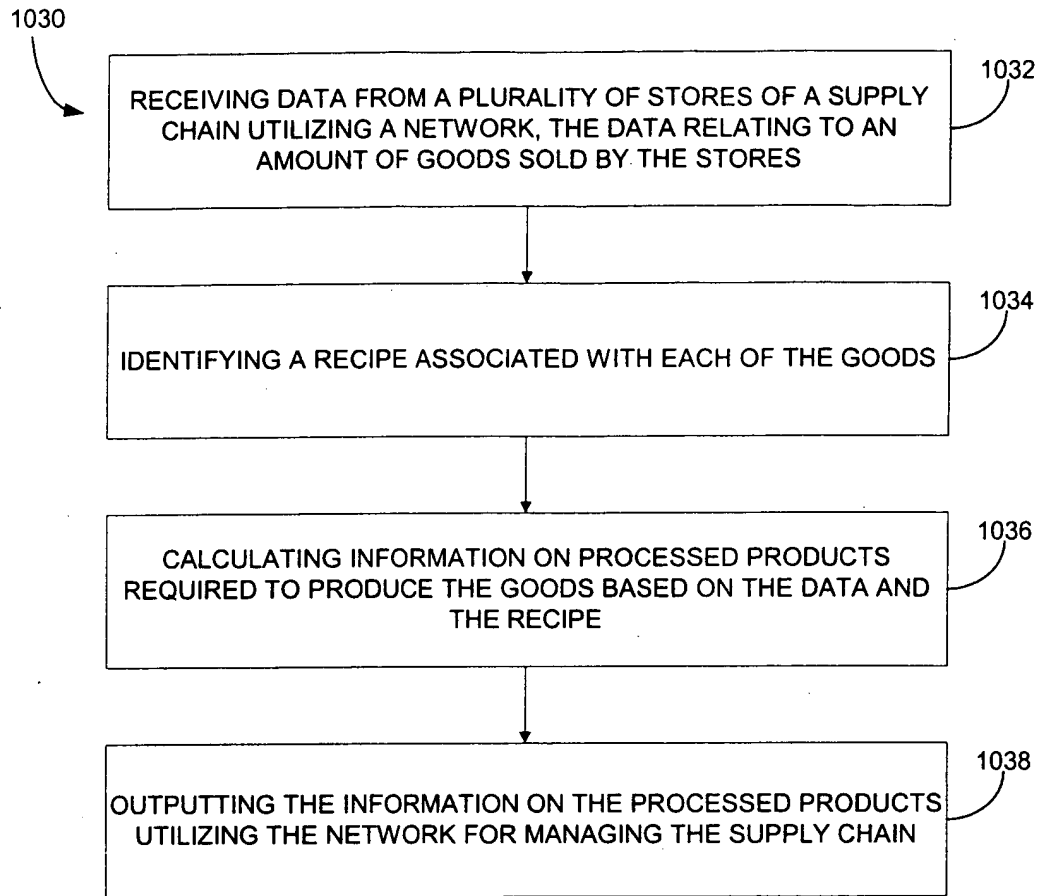 1030
1032
RECEIVING DATA FROM A PLURALITY OF STORES OF A SUPPLY
CHAIN UTILIZING A NETWORK, THE DATA RELATING TO AN
AMOUNT OF GOODS SOLD BY THE STORES
1034
IDENTIFYING A RECIPE ASSOCIATED WITH EACH OF THE GOODS
1036
CALCULATING INFORMATION ON PROCESSED PRODUCTS
REQUIRED TO PRODUCE THE GOODS BASED ON THE DATA AND
THE RECIPE
1038
OUTPUTTING THE INFORMATION ON THE PROCESSED PRODUCTS
UTILIZING THE NETWORK FOR MANAGING THE SUPPLY CHAIN